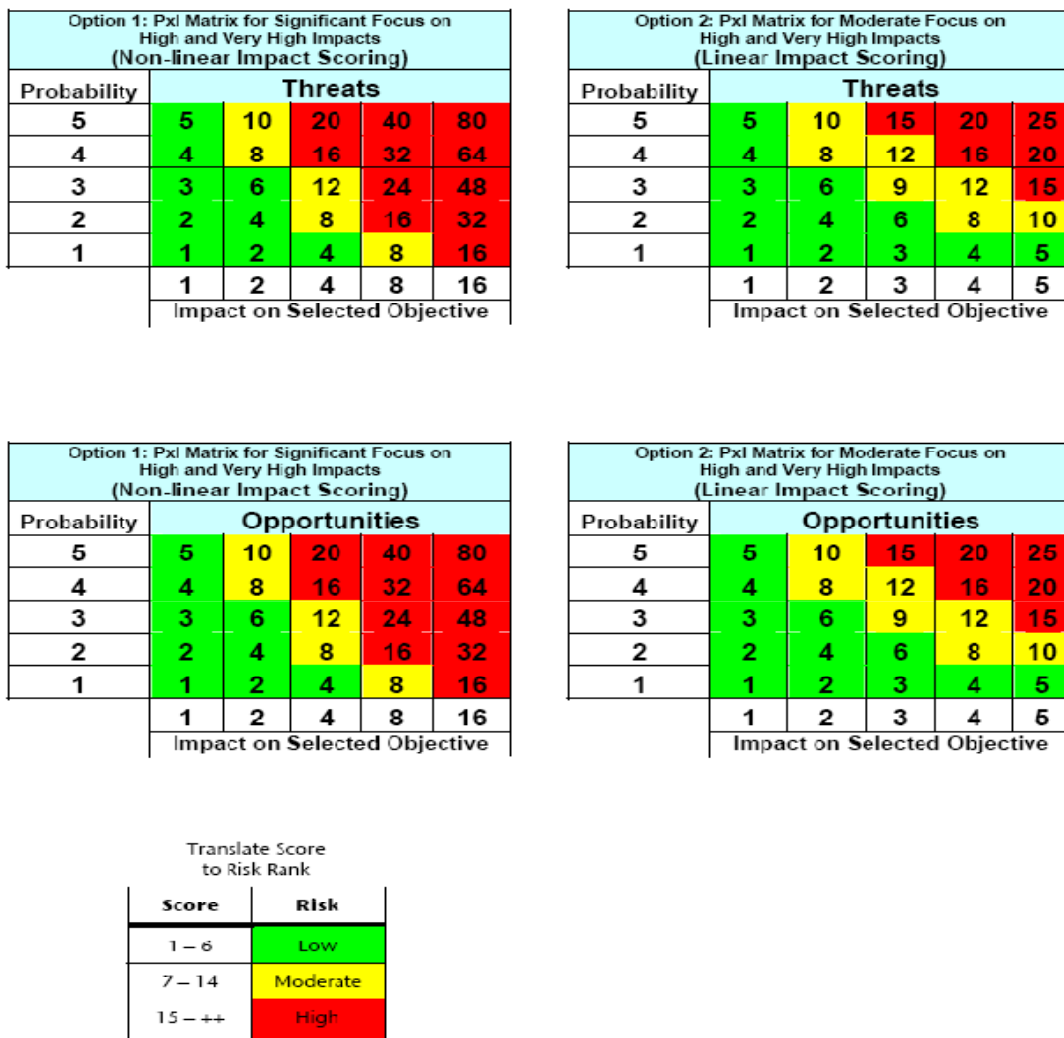 Option 1: PxI Matrix for Significant Focus on
High and Very High Impacts
(Non-linear Impact Scoring)
Probability Threats
5 5 10 20 40 80
4 4 8 16 32 64
3 3 6 12 24 48
2 2 4 8 16 32
1 1 2 4 8 16
1 2 4 8 16
Impact on Selected Objective
Option 2: PxI Matrix for Moderate Focus on
High and Very High Impacts
(Linear Impact Scoring)
Probability Threats
5 5 10 15 20 25
4 4 8 12 16 20
3 3 6 9 12 15
2 2 4 6 8 10
1 1 2 3 4 5
1 2 3 4 5
Impact on Selected Objective
Option 1: PxI Matrix for Significant Focus on
High and Very High Impacts
(Non-linear Impact Scoring)
Probability Opportunities
5 5 10 20 40 80
4 4 8 16 32 64
3 3 6 12 24 48
2 2 4 8 16 32
1 1 2 4 8 16
1 2 4 8 16
Impact on Selected Objective
Option 2: PxI Matrix for Moderate Focus on
High and Very High Impacts
(Linear Impact Scoring)
Probability Opportunities
5 5 10 15 20 25
4 4 8 12 16 20
3 3 6 9 12 15
2 2 4 6 8 10
1 1 2 3 4 5
1 2 3 4 5
Impact on Selected Objective
Translate Score
to Risk Rank
Score Risk
1 – 6 Low
7 – 14 Moderate
15 – ++ High